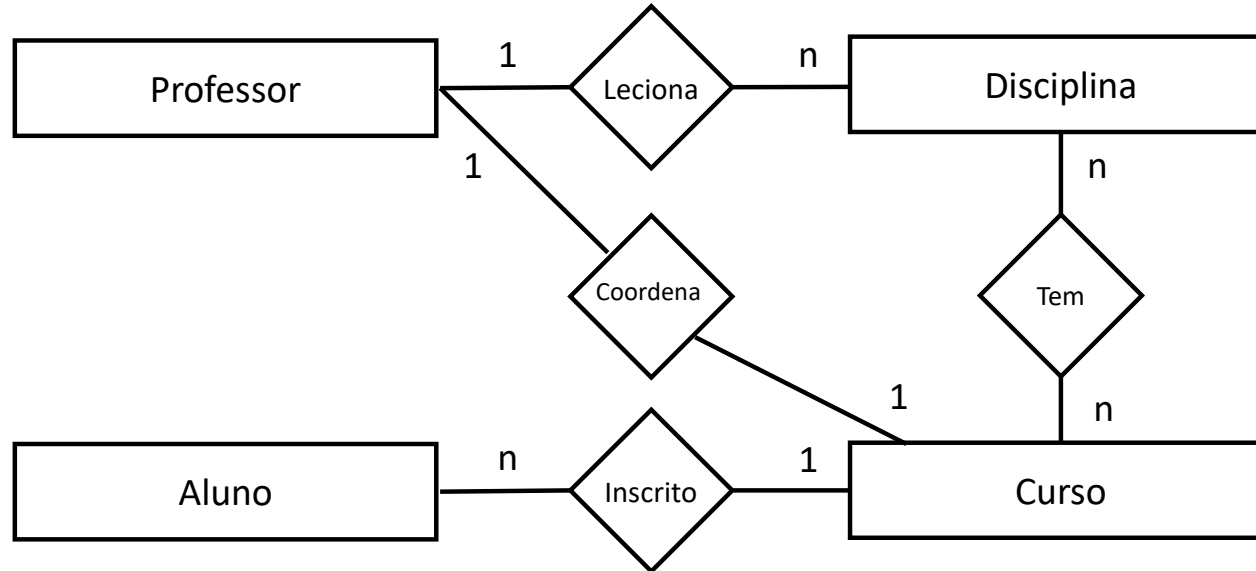 Professor
1
Leciona
n
Disciplina
1
n
Coordena
Tem
1
n
Aluno
n
Inscrito
1
Curso